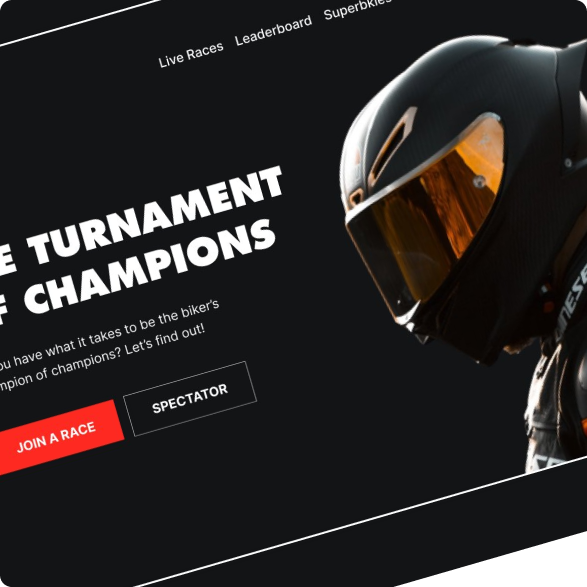 Live Races Leaderboard Superbkies
E TURNAMENT
F CHAMPIONS
ou have what it takes to be the biker's
mpion of champions? Let's find out!
JOIN A RACE
SPECTATOR